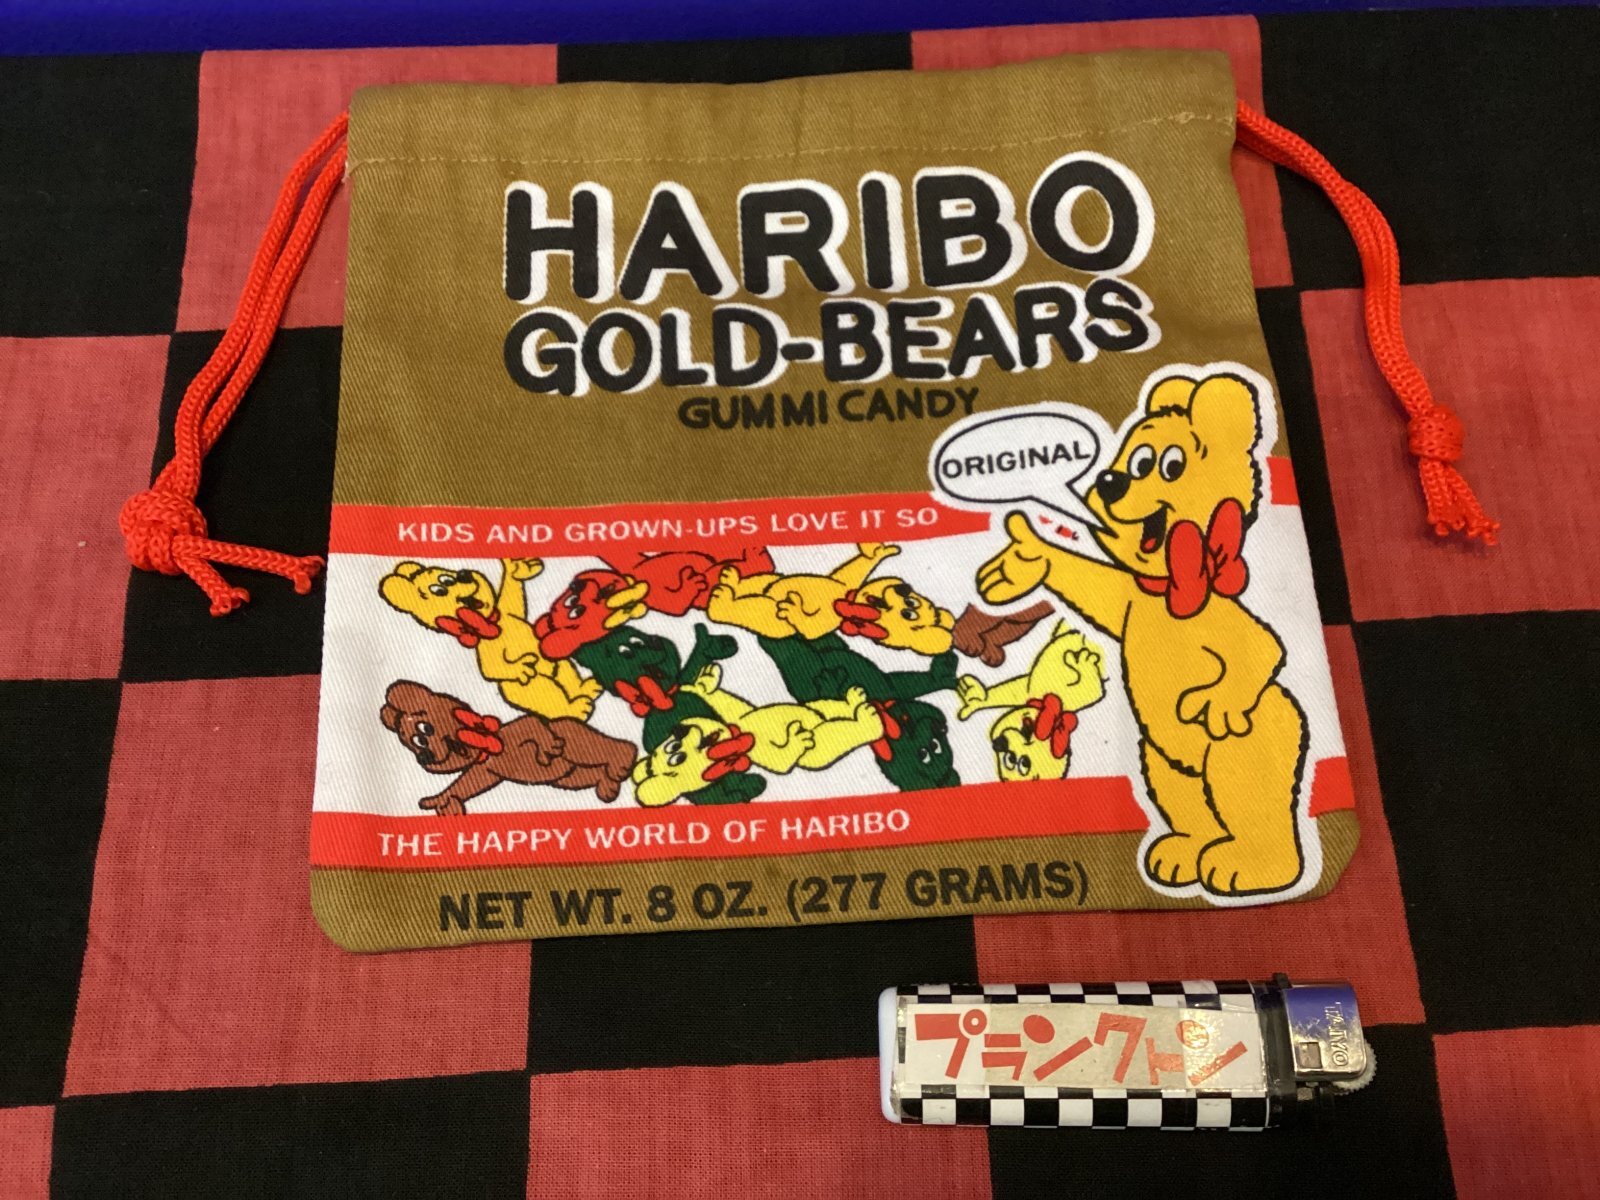 HARIBO
GOLD-BEARS
GUMMI CANDY
ORIGINAL
KIDS AND GROWN-UPS LOVE IT SO
THE HAPPY WORLD OF HARIBO
NET WT. 8 OZ. (277 GRAMS)
プランクトン